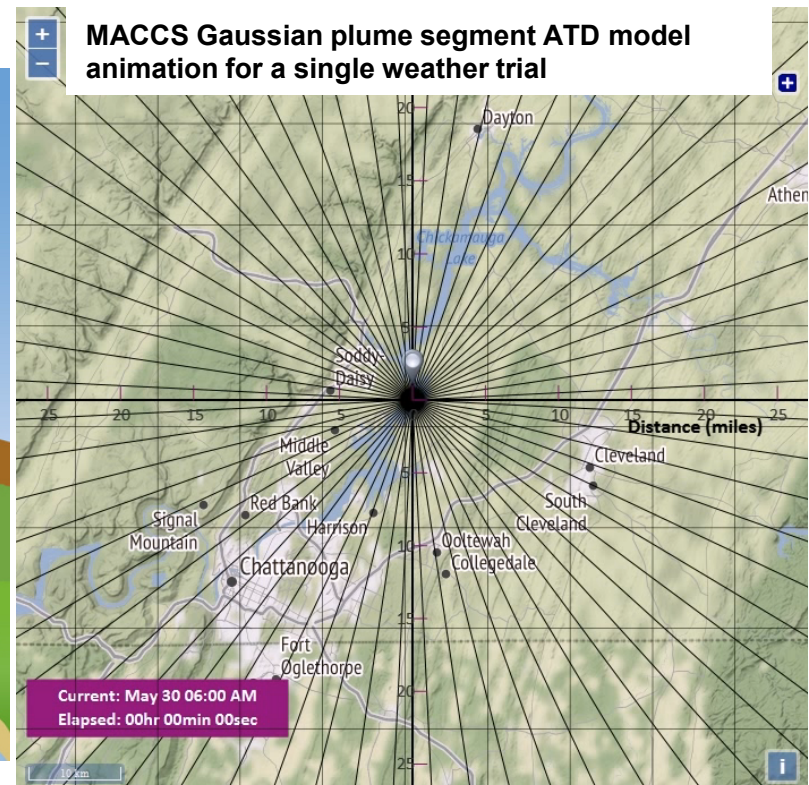 MACCS Gaussian plume segment ATD model
animation for a single weather trial
+
−
+
20
Dayton
15
Athen
Chickamauga
Lake
10
5
Soddy-
Daisy
25
20
15
5
0
5
10
15
20
25
Distance (miles)
Middle
Valley
Cleveland
5
Signal
Mountain
Red Bank
Harrison
South
Cleveland
10
Ooltewah
Collegedale
Chattanooga
15
Fort
Oglethorpe
20
Current: May 30 06:00 AM
Elapsed: 00hr 00min 00sec
25
10 km
i